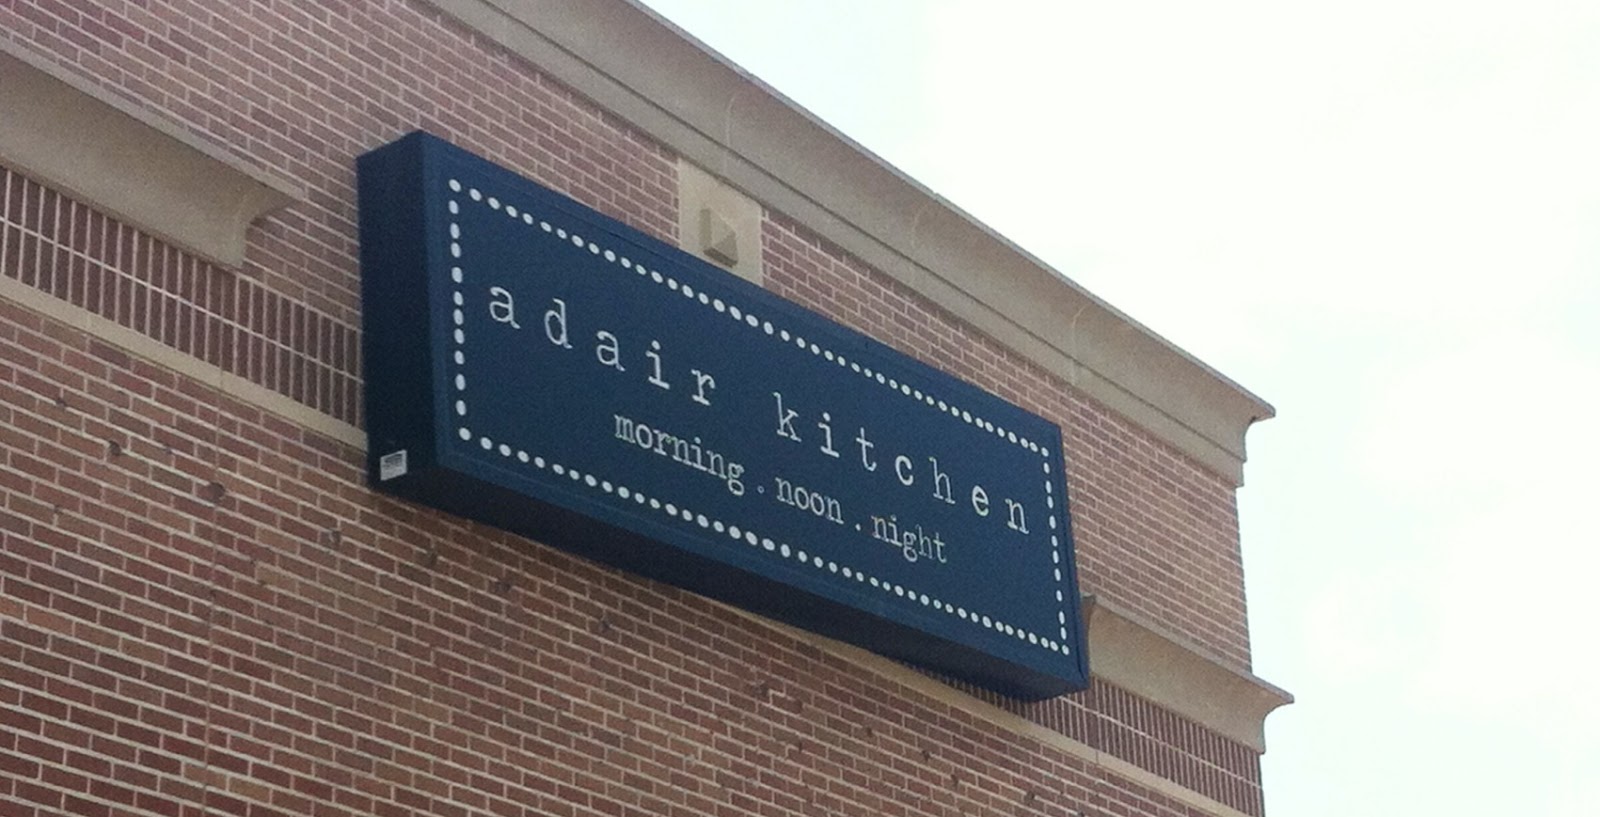 adair kitchen
morning . noon . night